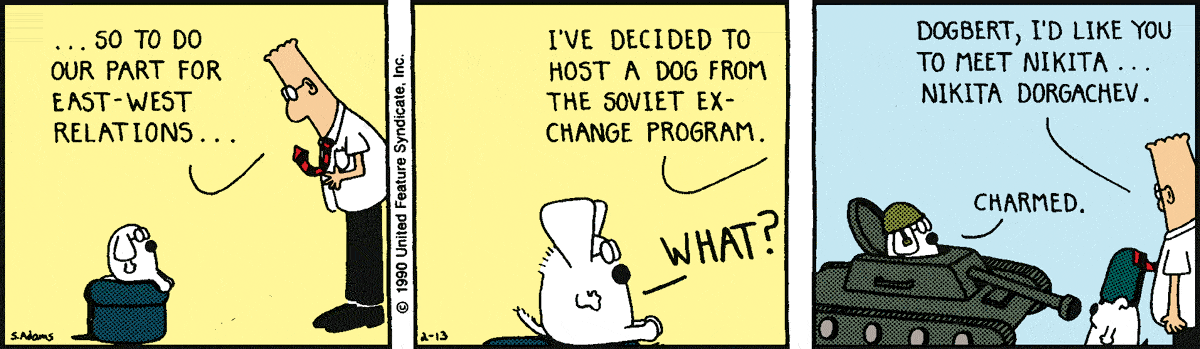 ...SO TO DO
OUR PART FOR
EAST-WEST
RELATIONS...
S.Adams
© 1990 United Feature Syndicate, Inc.
I'VE DECIDED TO
HOST A DOG FROM
THE SOVIET EX-
CHANGE PROGRAM.
WHAT?
2-13
DOGBERT, I'D LIKE YOU
TO MEET NIKITA...
NIKITA DORGACHEV.
CHARMED.